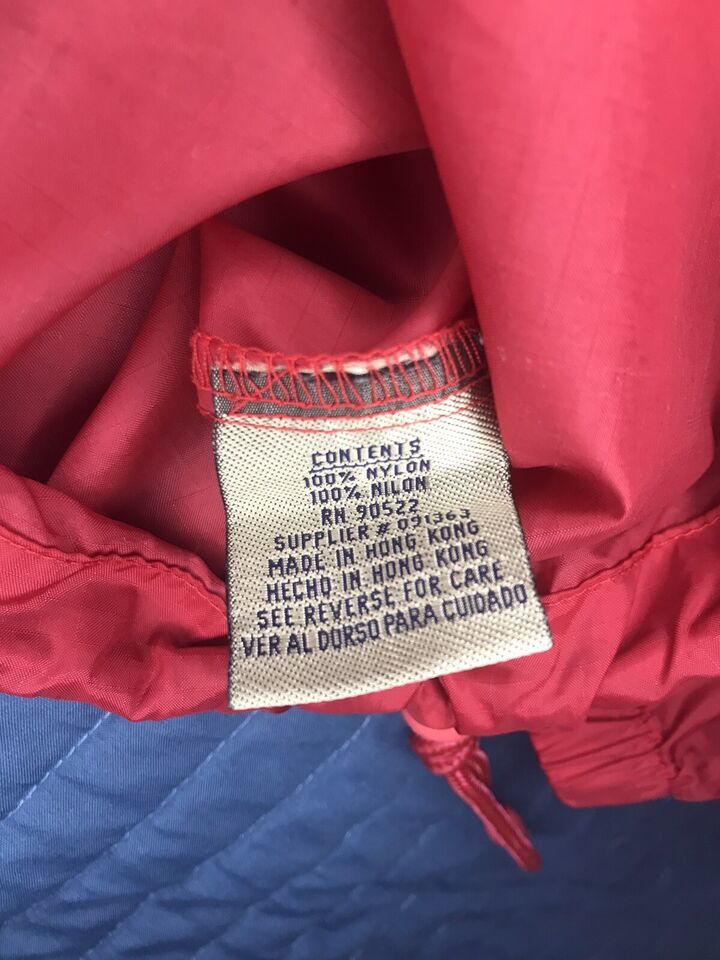 CONTENTS
100% NYLON
100% NILON
RN 90522
SUPPLIER # 091363
MADE IN HONG KONG
HECHO IN HONG KONG
SEE REVERSE FOR CARE
VER AL DORSO PARA CUIDADO